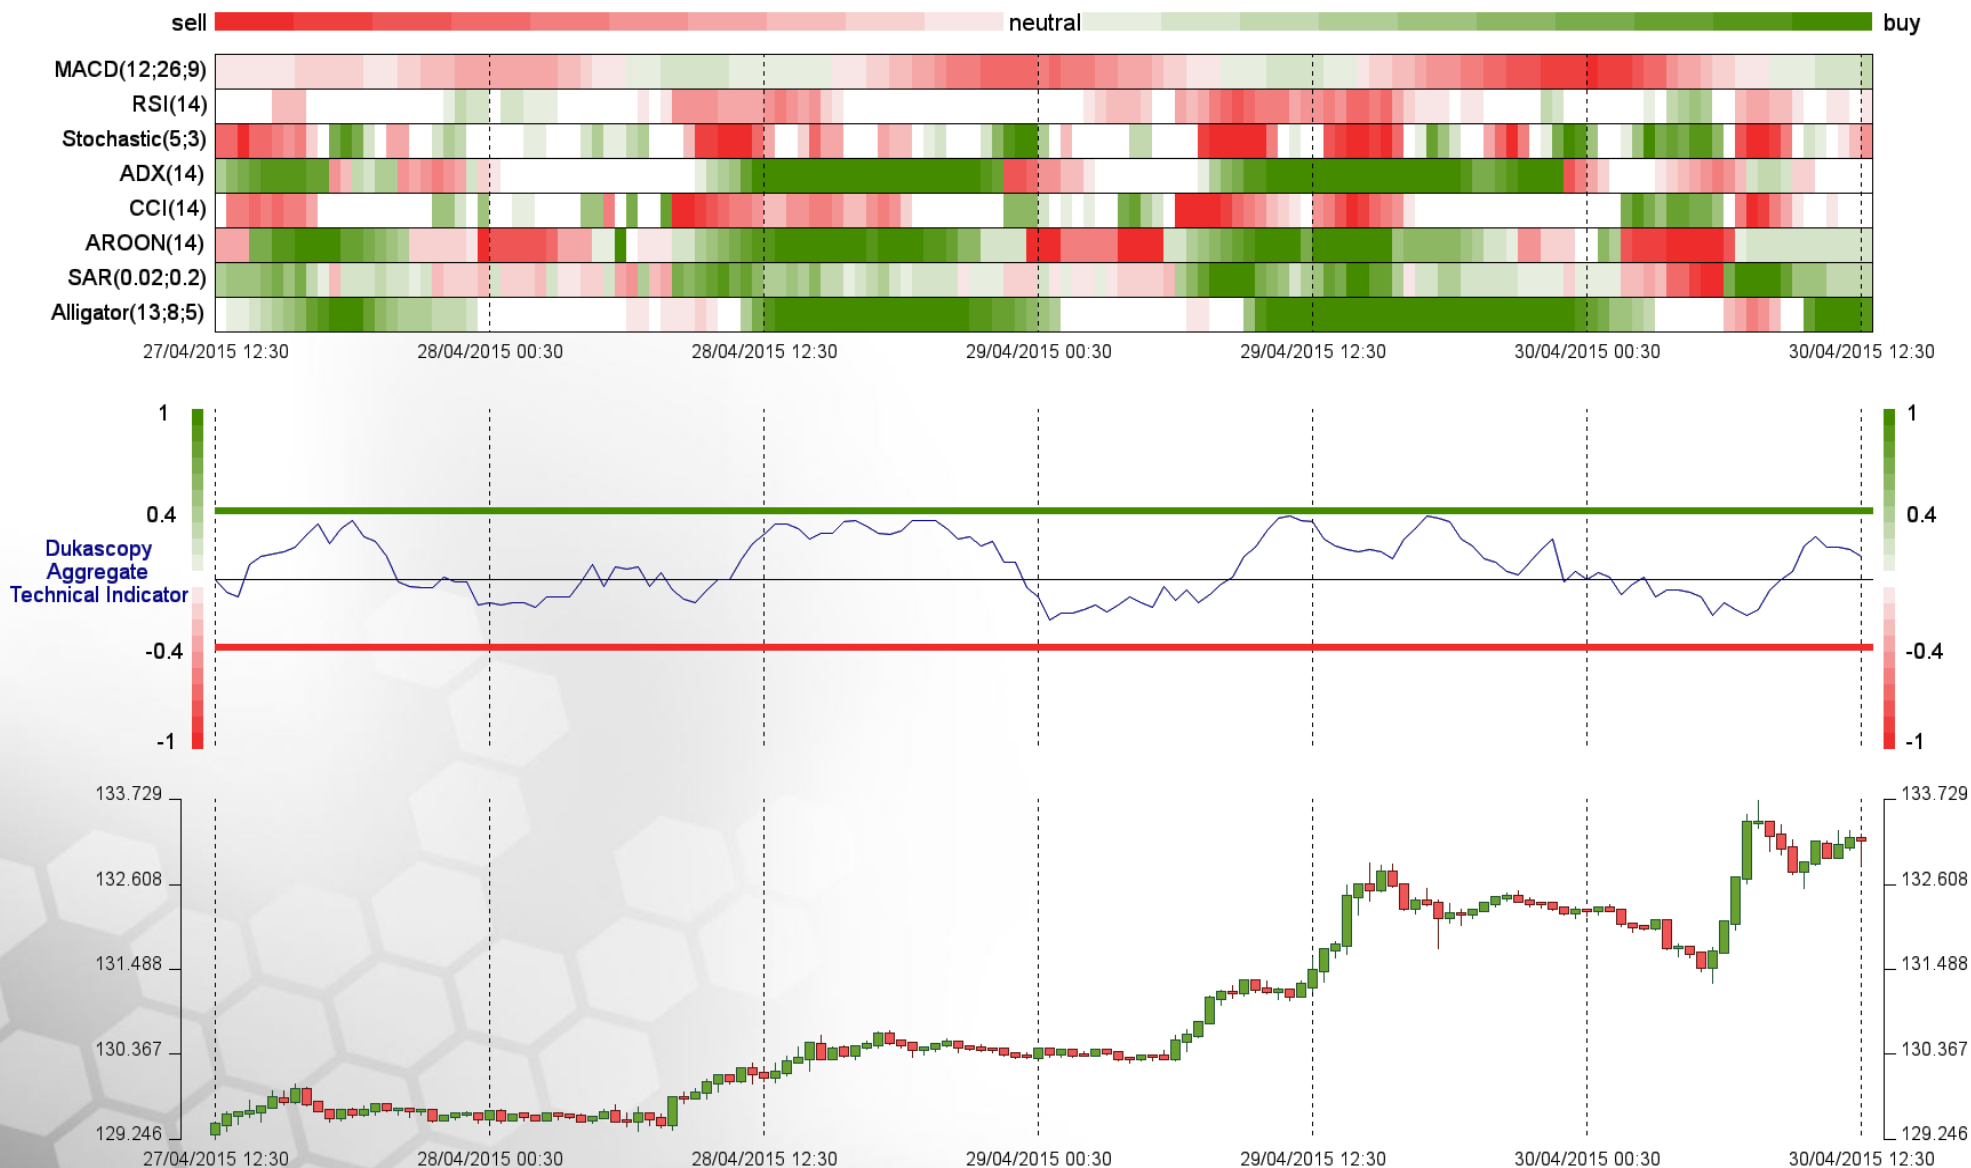 sell neutral buy
MACD(12;26;9)
RSI(14)
Stochastic(5;3)
ADX(14)
CCI(14)
AROON(14)
SAR(0.02;0.2)
Alligator(13;8;5)
27/04/2015 12:30 28/04/2015 00:30 28/04/2015 12:30 29/04/2015 00:30 29/04/2015 12:30 30/04/2015 00:30 30/04/2015 12:30
1 1
0.4 0.4
Dukascopy
Aggregate
Technical Indicator
-0.4 -0.4
-1 -1
133.729 133.729
132.608 132.608
131.488 131.488
130.367 130.367
129.246 129.246
27/04/2015 12:30 28/04/2015 00:30 28/04/2015 12:30 29/04/2015 00:30 29/04/2015 12:30 30/04/2015 00:30 30/04/2015 12:30